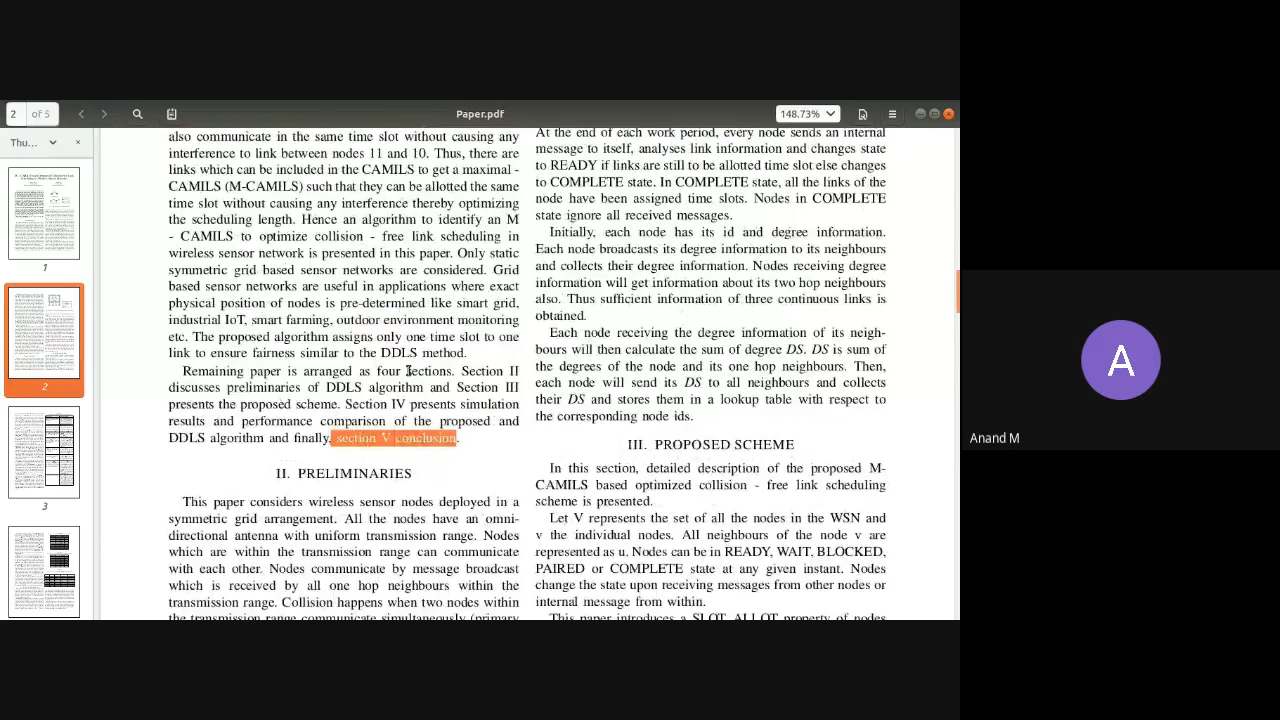 2 of 5
Paper.pdf
148.73%
Thu...
1
2
3
also communicate in the same time slot without causing any
interference to link between nodes 11 and 10. Thus, there are
links which can be included in the CAMILS to get a maximal -
CAMILS (M-CAMILS) such that they can be allotted the same
time slot without causing any interference thereby optimizing
the scheduling length. Hence an algorithm to identify an M
- CAMILS to optimize collision - free link scheduling in
wireless sensor network is presented in this paper. Only static
symmetric grid based sensor networks are considered. Grid
based sensor networks are useful in applications where exact
physical position of nodes is pre-determined like smart grid,
industrial IoT, smart farming, outdoor environment monitoring
etc. The proposed algorithm assigns only one time slot to one
link to ensure fairness similar to the DDLS method.
Remaining paper is arranged as four sections. Section II
discusses preliminaries of DDLS algorithm and Section III
presents the proposed scheme. Section IV presents simulation
results and performance comparison of the proposed and
DDLS algorithm and finally, section V conclusion.
II. PRELIMINARIES
This paper considers wireless sensor nodes deployed in a
symmetric grid arrangement. All the nodes have an omni-
directional antenna with uniform transmission range. Nodes
which are within the transmission range can communicate
with each other. Nodes communicate by message broadcast
which is received by all one hop neighbours within the
transmission range. Collision happens when two nodes within
the transmission range communicate simultaneously (primary
At the end of each work period, every node sends an internal
message to itself, analyses link information and changes state
to READY if links are still to be allotted time slot else changes
to COMPLETE state. In COMPLETE state, all the links of the
node have been assigned time slots. Nodes in COMPLETE
state ignore all received messages.
Initially, each node has its id and degree information.
Each node broadcasts its degree information to its neighbours
and collects their degree information. Nodes receiving degree
information will get information about its two hop neighbours
also. Thus sufficient information of three continuous links is
obtained.
Each node receiving the degree information of its neigh-
bours will then calculate the sum of degree DS. DS is sum of
the degrees of the node and its one hop neighbours. Then,
each node will send its DS to all neighbours and collects
their DS and stores them in a lookup table with respect to
the corresponding node ids.
III. PROPOSED SCHEME
In this section, detailed description of the proposed M-
CAMILS based optimized collision - free link scheduling
scheme is presented.
Let V represents the set of all the nodes in the WSN and
v the individual nodes. All neighbours of the node v are
represented as u. Nodes can be in READY, WAIT, BLOCKED,
PAIRED or COMPLETE state at any given instant. Nodes
change the state upon receiving messages from other nodes or
internal message from within.
This paper introduces a SLOT_ALLOT property of nodes
A
Anand M